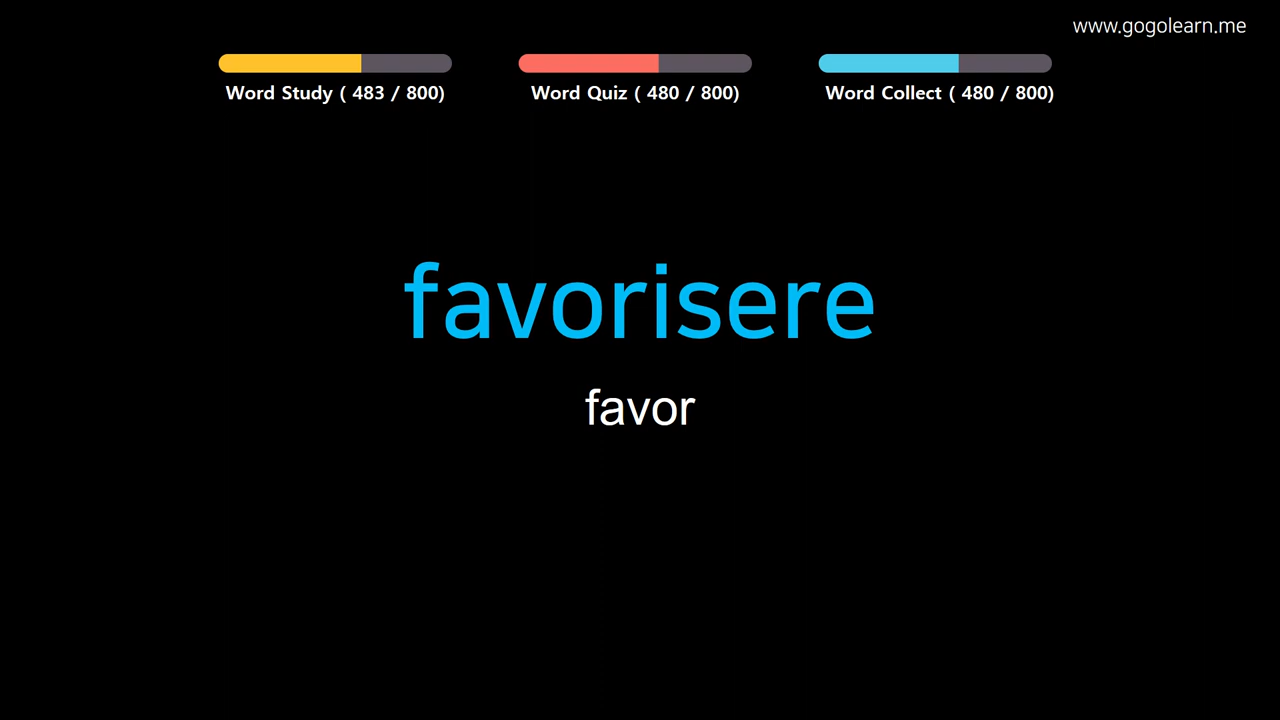 www.gogolearn.me
Word Study ( 483 / 800)
Word Quiz ( 480 / 800)
Word Collect ( 480 / 800)
favorisere
favor